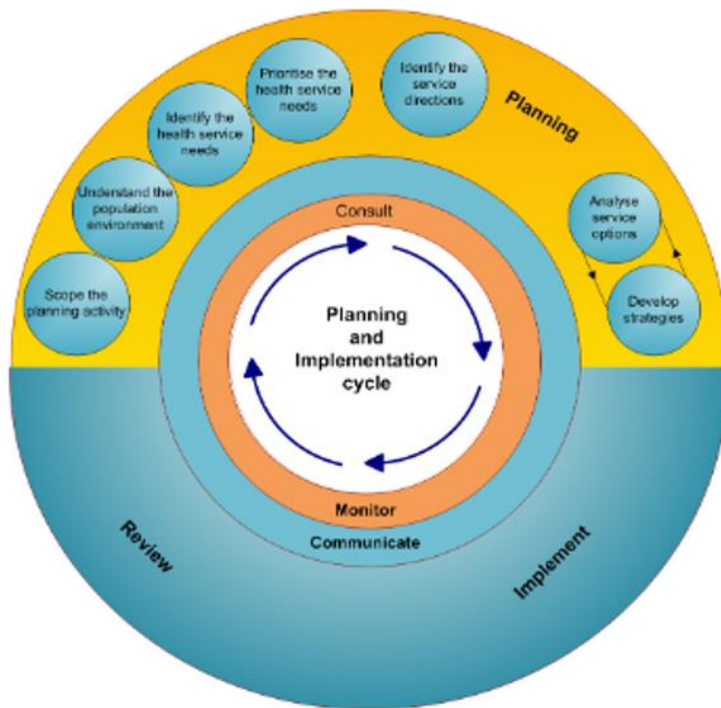 Prioritise the
health service
needs
Identify the
service
directions
Planning
Identify the
health service
needs
Understand the
population
environment
Analyse
service
options
Scope the
planning activity
Develop
strategies
Consult
Planning
and
Implementation
cycle
Monitor
Communicate
Review
Implement